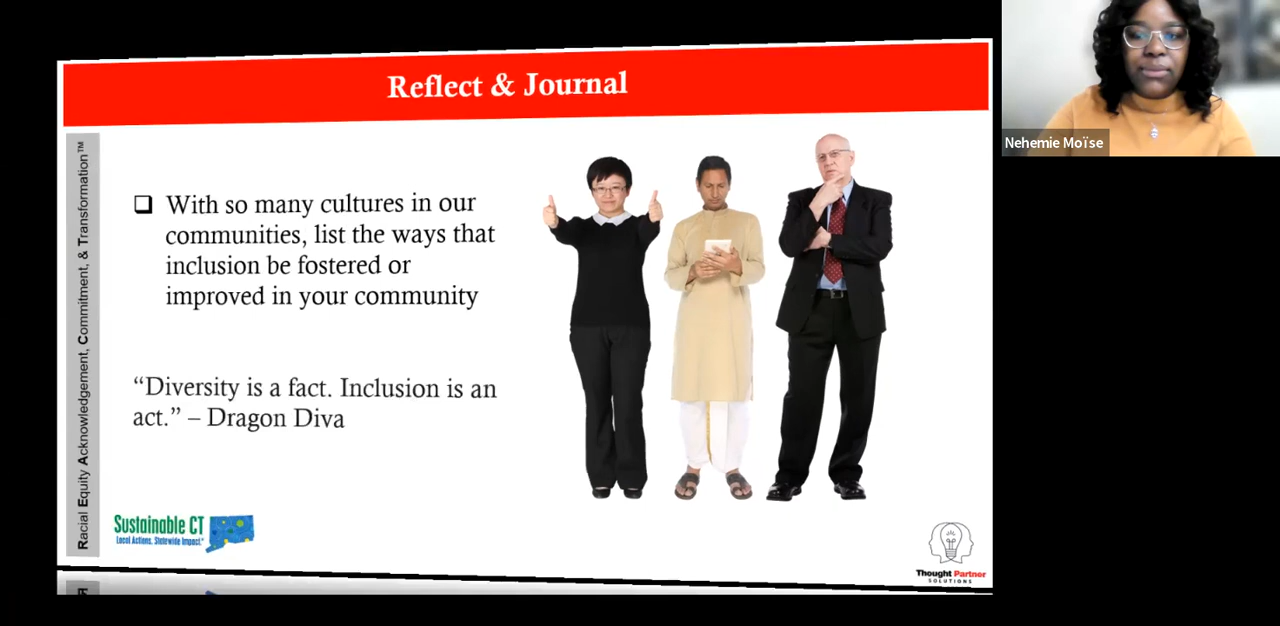 Reflect & Journal
Nehemie Moïse
Racial Equity Acknowledgement, Commitment, & Transformation™
❑ With so many cultures in our
communities, list the ways that
inclusion be fostered or
improved in your community
“Diversity is a fact. Inclusion is an
act.” – Dragon Diva
Sustainable CT
Local Actions. Statewide Impact.®
Thought Partner
SOLUTIONS